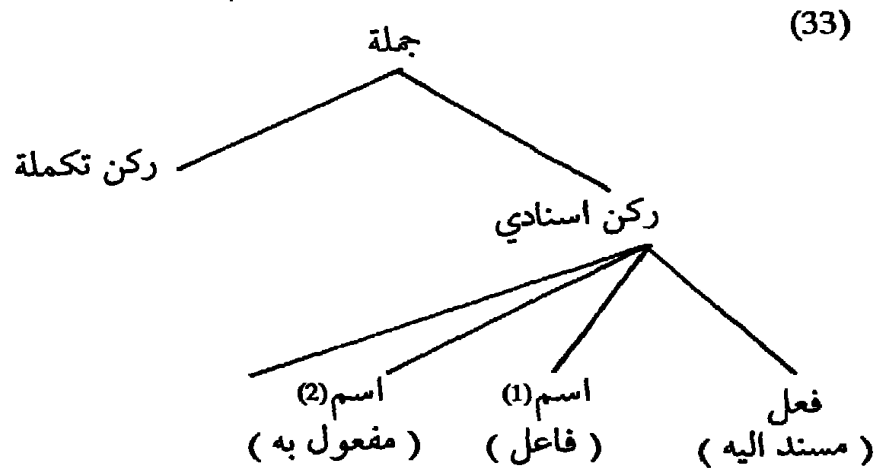 (33)
جملة
ركن تكملة
ركن اسنادي
فعل اسم(1) اسم(2)
( مسند اليه ) ( فاعل ) ( مفعول به )